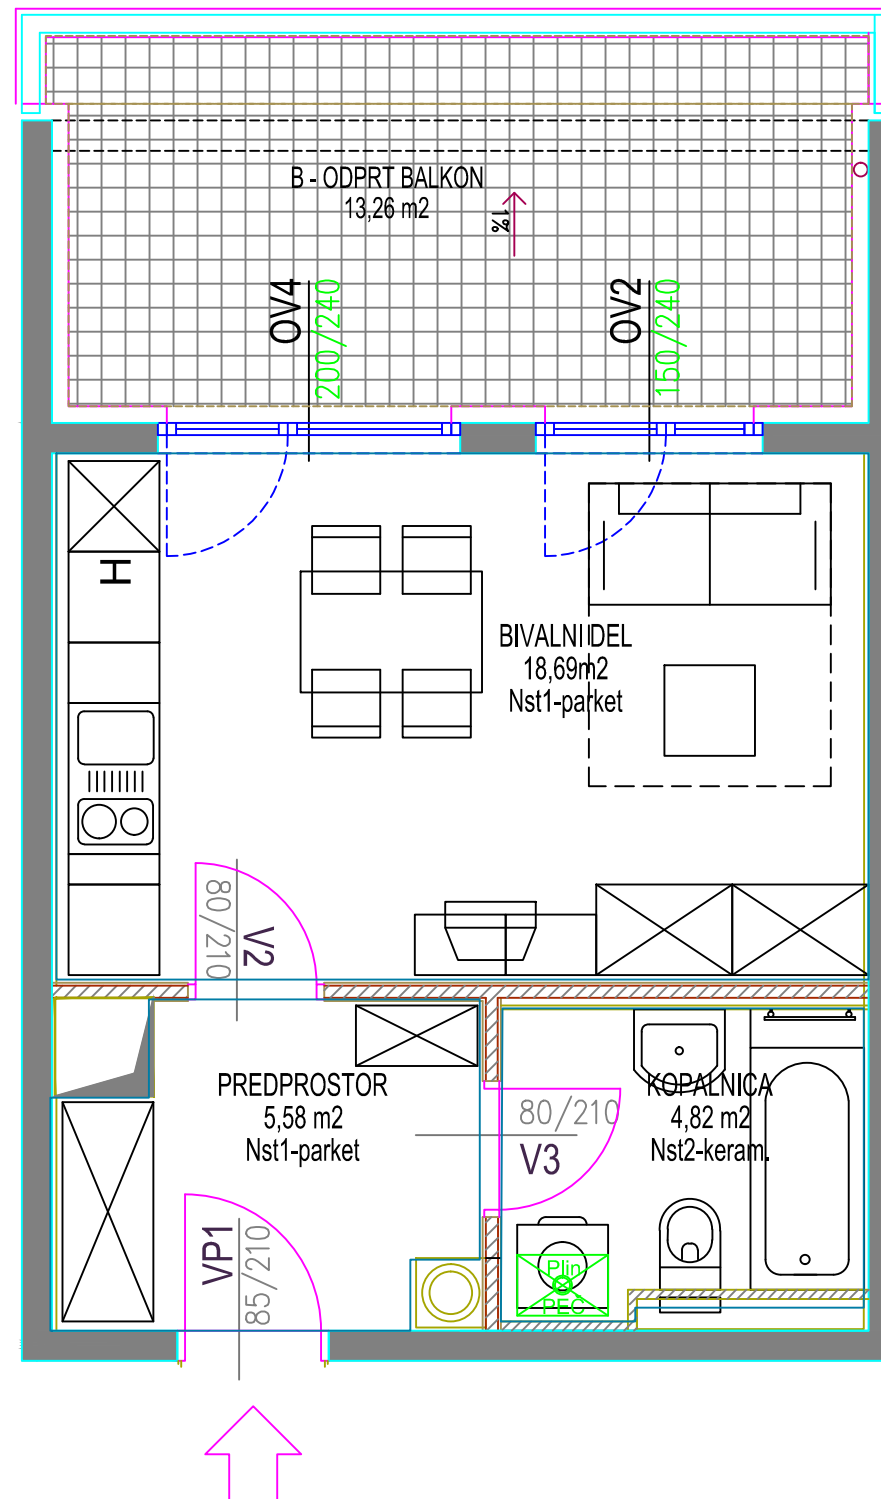 B - ODPRT BALKON
13,26 m2
1%
OV4
200/240
OV2
150/240
H
BIVALNI DEL
18,69m2
Nst1-parket
80/210
V2
PREDPROSTOR
5,58 m2
Nst1-parket
80/210
V3
KOPALNICA
4,82 m2
Nst2-keram.
VP1
85/210
Plin
PEC